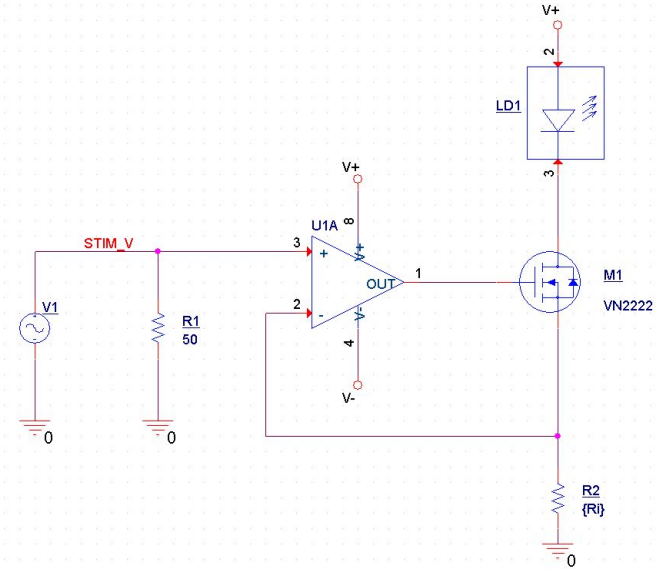 V+
2
LD1
3
V+
8
U1A
V+
STIM_V
3
+
OUT
1
M1
VN2222
V1
R1
50
2
-
V-
4
V-
0
0
R2
{Ri}
0